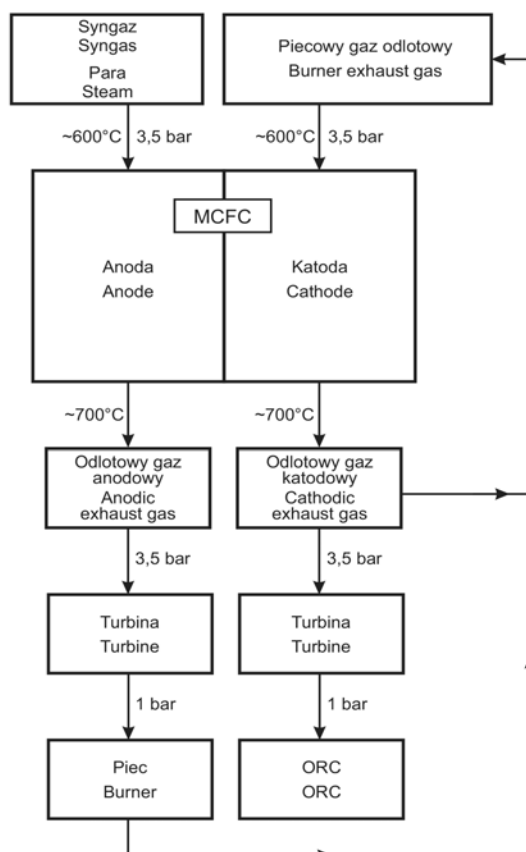 Syngaz
Syngas
Para
Steam
Piecowy gaz odlotowy
Burner exhaust gas
~600°C 3,5 bar
~600°C 3,5 bar
MCFC
Anoda
Anode
Katoda
Cathode
~700°C
~700°C
Odlotowy gaz
anodowy
Anodic
exhaust gas
Odlotowy gaz
katodowy
Cathodic
exhaust gas
3,5 bar
3,5 bar
Turbina
Turbine
Turbina
Turbine
1 bar
1 bar
Piec
Burner
ORC
ORC